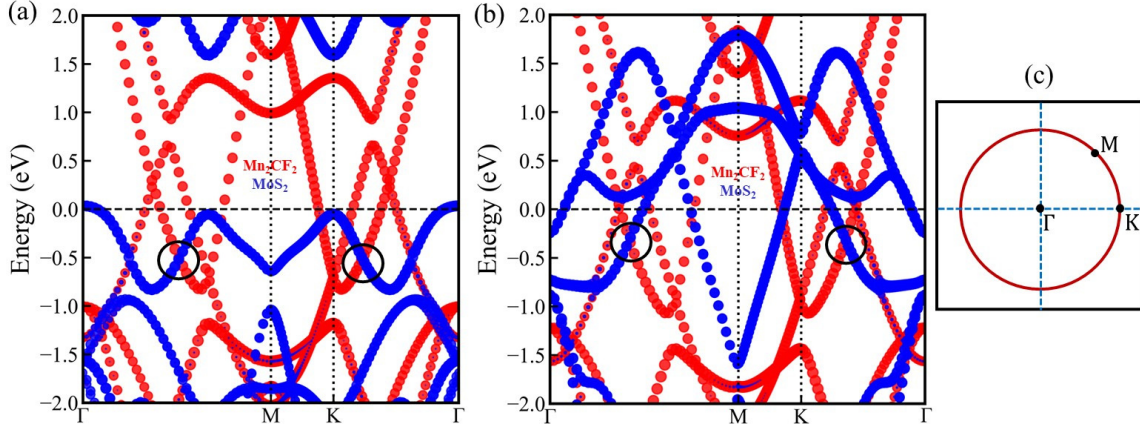 (a)
2.0
1.5
1.0
0.5
0.0
−0.5
−1.0
−1.5
−2.0
Energy (eV)
Mn₂CF₂
MoS₂
Γ M K Γ
(b)
2.0
1.5
1.0
0.5
0.0
−0.5
−1.0
−1.5
−2.0
Energy (eV)
Mn₂CF₂
MoS₂
Γ M K Γ
(c)
M
Γ
K